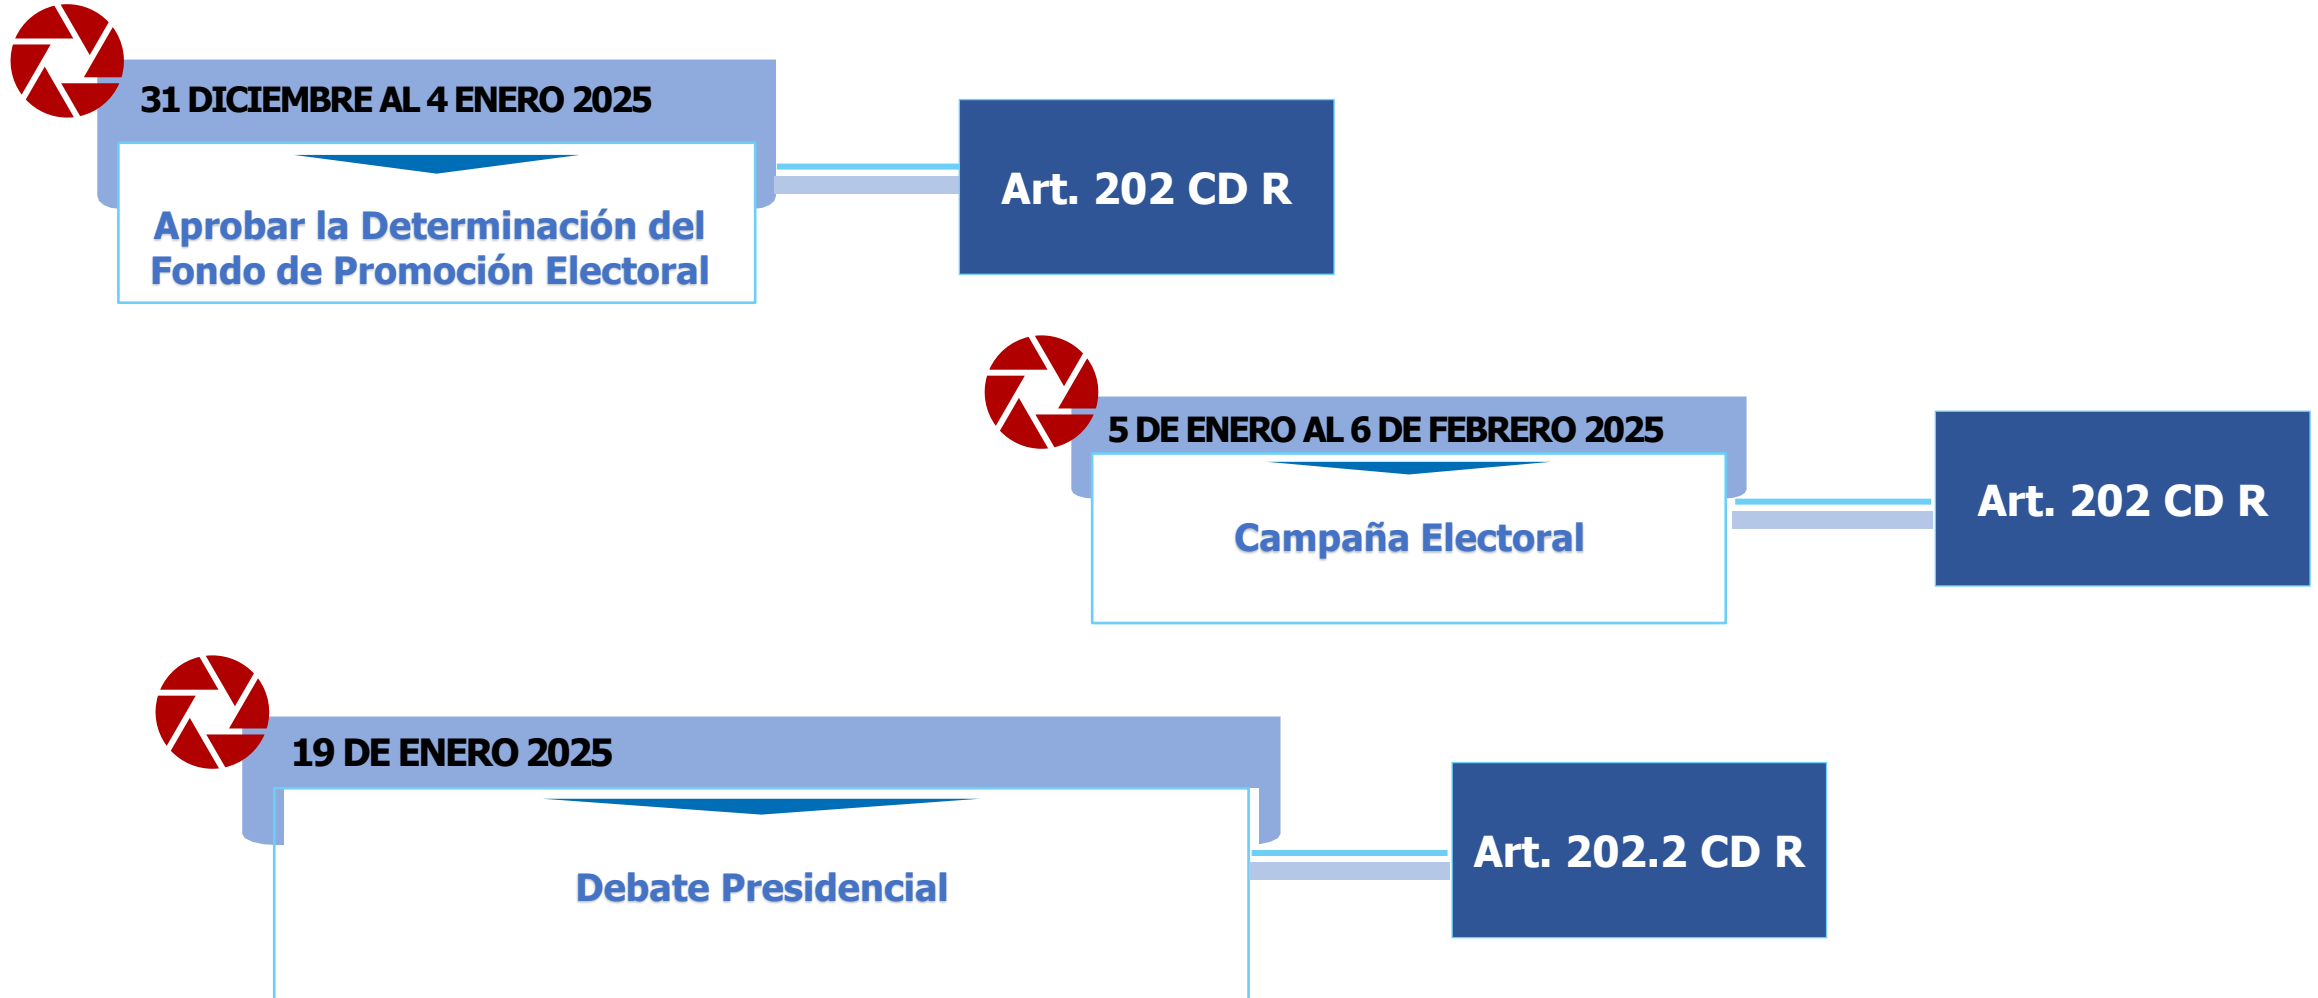 31 DICIEMBRE AL 4 ENERO 2025
Aprobar la Determinación del
Fondo de Promoción Electoral
Art. 202 CD R
5 DE ENERO AL 6 DE FEBRERO 2025
Campaña Electoral
Art. 202 CD R
19 DE ENERO 2025
Debate Presidencial
Art. 202.2 CD R